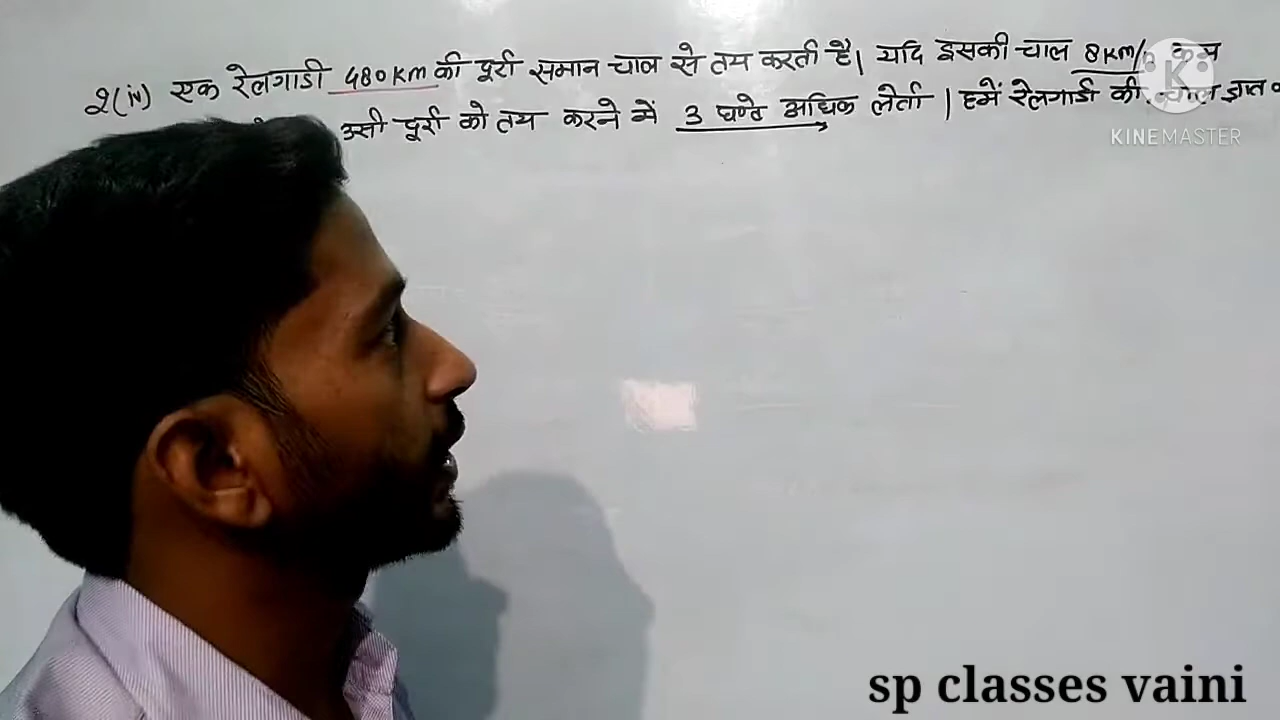 2(iv) एक रेलगाडी 480 km की दूरी समान चाल से तय करती है। यदि इसकी चाल 8 km/h कम
उसी दूरी को तय करने में 3 घण्टे अधिक लेती । हमें रेलगाडी की चाल ज्ञात
KINEMASTER
sp classes vaini